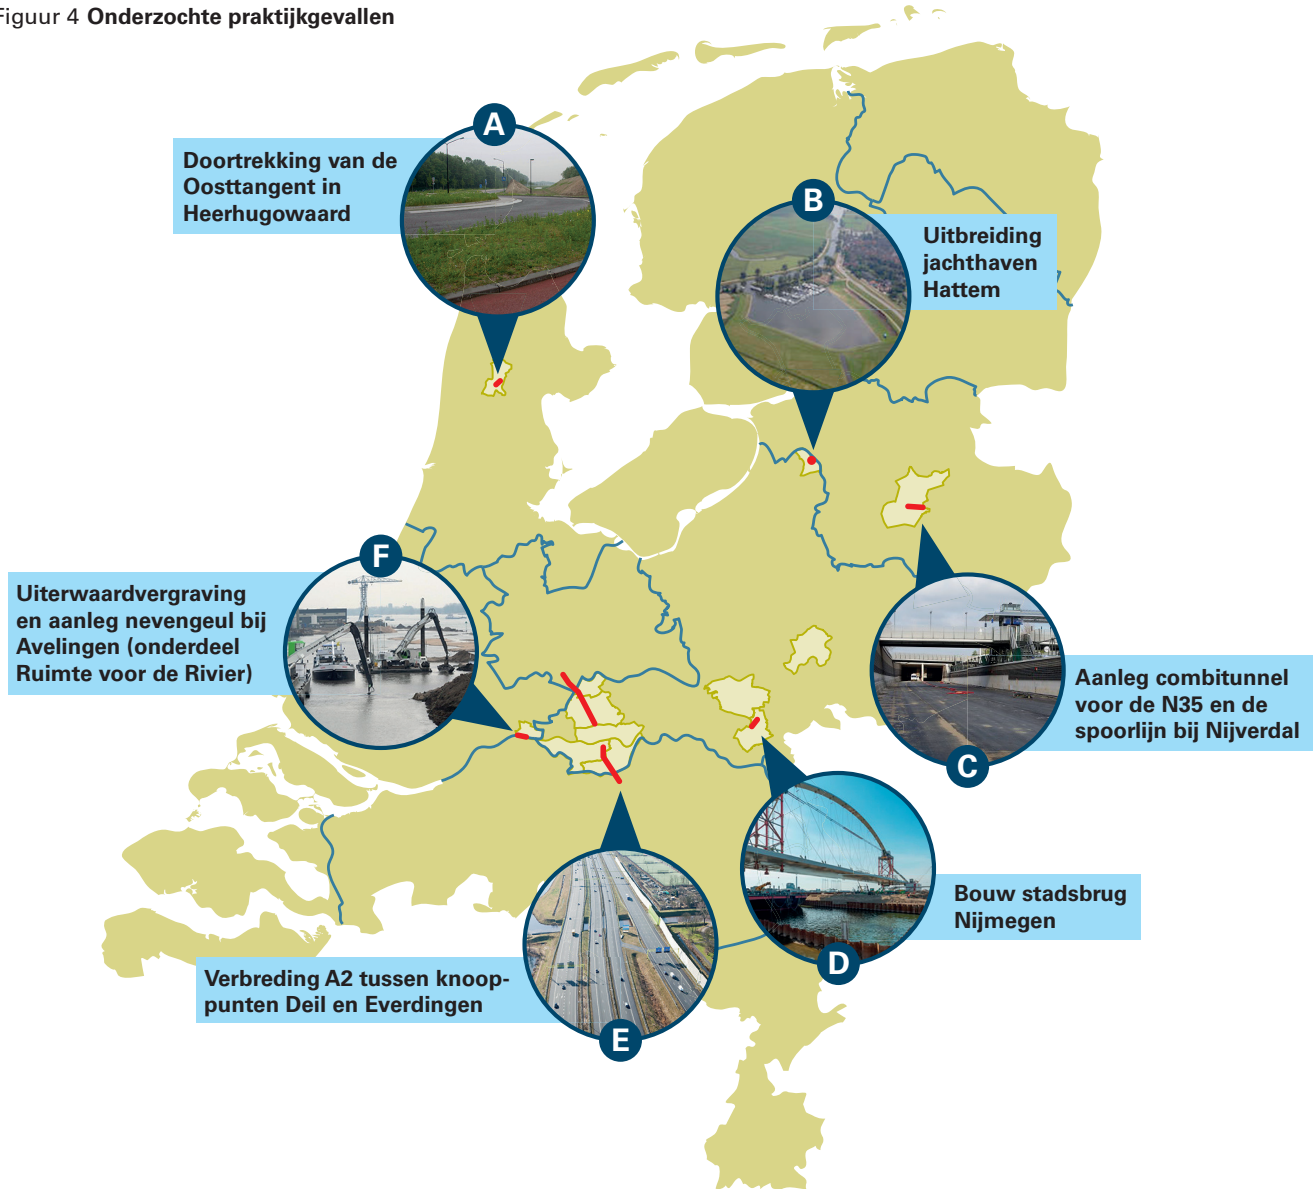 Figuur 4 Onderzochte praktijkgevallen
A
Doortrekking van de
Oosttangent in
Heerhugowaard
B
Uitbreiding
jachthaven
Hattem
F
Uiterwaardvergraving
en aanleg nevengeul bij
Avelingen (onderdeel
Ruimte voor de Rivier)
Aanleg combitunnel
voor de N35 en de
spoorlijn bij Nijverdal
C
Bouw stadsbrug
Nijmegen
D
Verbreding A2 tussen knoop-
punten Deil en Everdingen
E